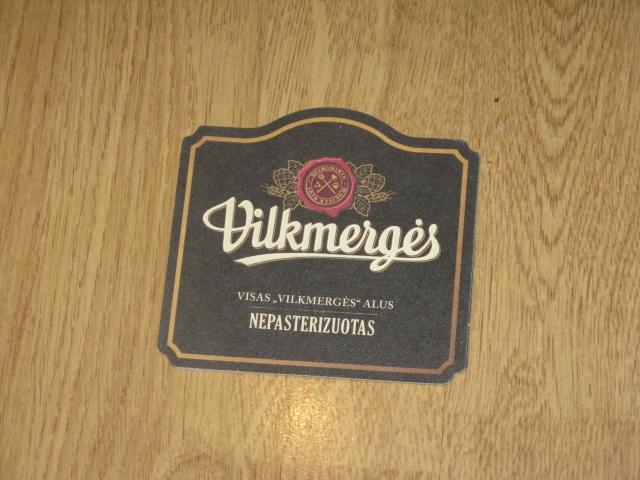 Vilkmergės
VISAS „VILKMERGĖS“ ALUS
NEPASTERIZUOTAS